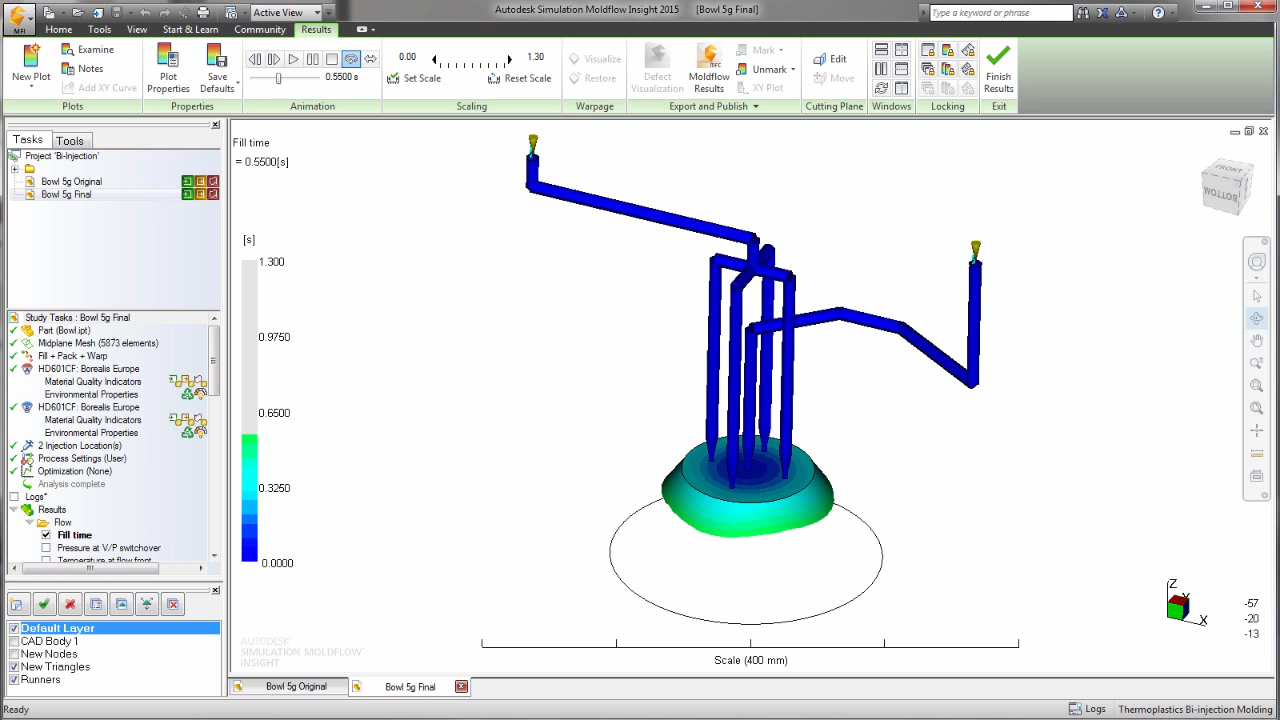 Active View
Autodesk Simulation Moldflow Insight 2015 [Bowl 5g Final]
Type a keyword or phrase
MFI
Home Tools View Start & Learn Community Results
New Plot
Examine
Notes
Add XY Curve
Plots
Plot Properties
Save Defaults
Properties
0.5500 s
Animation
0.00 1.30
Set Scale Reset Scale
Scaling
Visualize
Restore
Warpage
Defect Visualization
Moldflow Results
Mark
Unmark
XY Plot
Export and Publish
Edit
Move
Cutting Plane
Windows
Locking
Finish Results
Exit
Tasks Tools
Project 'Bi-Injection'
Bowl 5g Original
Bowl 5g Final
Study Tasks : Bowl 5g Final
Part (Bowl.ipt)
Midplane Mesh (5873 elements)
Fill + Pack + Warp
HD601CF: Borealis Europe
Material Quality Indicators
Environmental Properties
HD601CF: Borealis Europe
Material Quality Indicators
Environmental Properties
2 Injection Location(s)
Process Settings (User)
Optimization (None)
Analysis complete
Logs*
Results
Flow
Fill time
Pressure at V/P switchover
Temperature at flow front
Default Layer
CAD Body 1
New Nodes
New Triangles
Runners
Fill time
= 0.5500[s]
[s]
1.300
0.9750
0.6500
0.3250
0.0000
FRONT
BOTTOM
AUTODESK®
SIMULATION MOLDFLOW®
INSIGHT
Scale (400 mm)
Z
Y
X
-57
-20
-13
Bowl 5g Original Bowl 5g Final
Ready
Logs Thermoplastics Bi-injection Molding